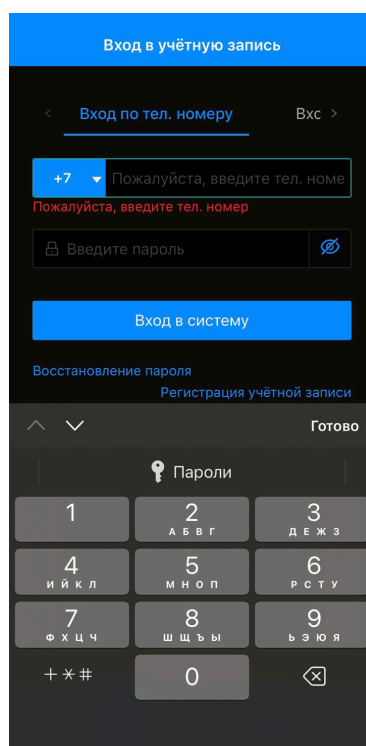 Вход в учётную запись
< Вход по тел. номеру Вхс >
+7 Пожалуйста, введите тел. номе
Пожалуйста, введите тел. номер
Введите пароль
Вход в систему
Восстановление пароля
Регистрация учётной записи
Готово
Пароли
1 2 3
А Б В Г Д Е Ж З
4 5 6
И Й К Л М Н О П Р С Т У
7 8 9
Ф Х Ц Ч Ш Щ Ъ Ы Ь Э Ю Я
+ * # 0